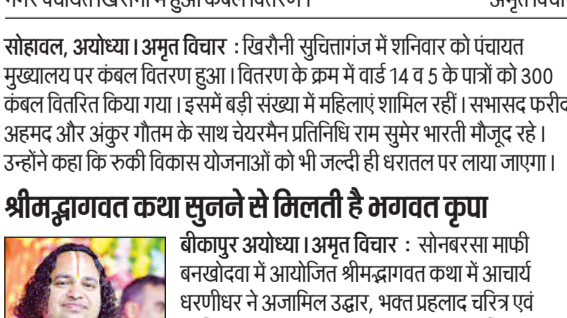 सोहावल, अयोध्या। अमृत विचार : खिरौनी सुचित्तागंज में शनिवार को पंचायत
मुख्यालय पर कंबल वितरण हुआ। वितरण के क्रम में वार्ड 14 व 5 के पात्रों को 300
कंबल वितरित किया गया। इसमें बड़ी संख्या में महिलाएं शामिल रहीं। सभासद फरीद
अहमद और अंकुर गौतम के साथ चेयरमैन प्रतिनिधि राम सुमेर भारती मौजूद रहे।
उन्होंने कहा कि रुकी विकास योजनाओं को भी जल्दी ही धरातल पर लाया जाएगा।
श्रीमद्भागवत कथा सुनने से मिलती है भगवत कृपा
बीकापुर अयोध्या। अमृत विचार : सोनबरसा माफी
बनखोदवा में आयोजित श्रीमद्भागवत कथा में आचार्य
धरणीधर ने अजामिल उद्धार, भक्त प्रहलाद चरित्र एवं